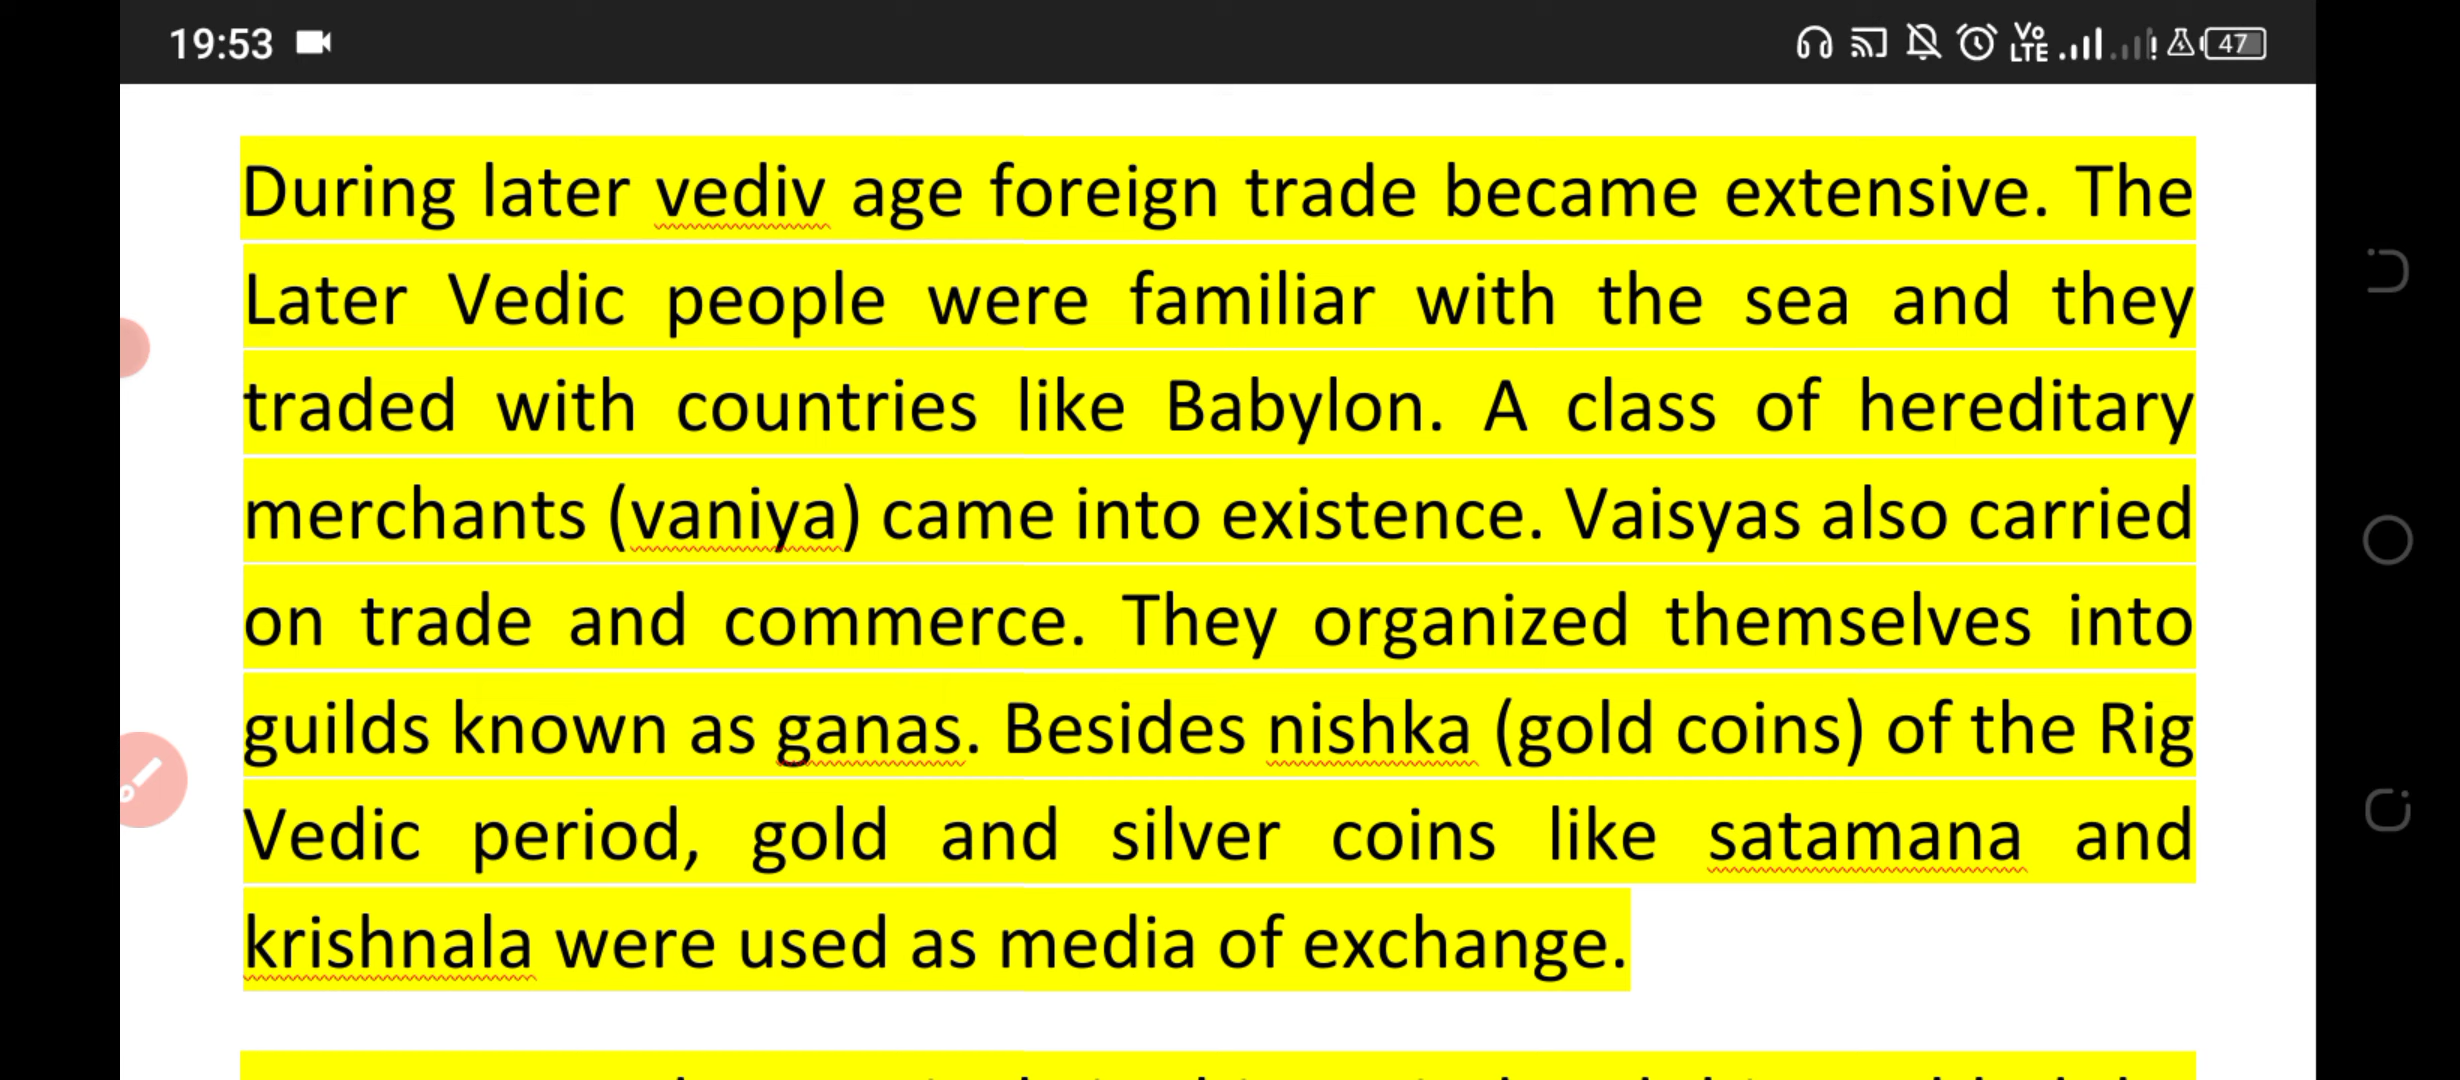 19:53
Vo
LTE
47
During later vediv age foreign trade became extensive. The
Later Vedic people were familiar with the sea and they
traded with countries like Babylon. A class of hereditary
merchants (vaniya) came into existence. Vaisyas also carried
on trade and commerce. They organized themselves into
guilds known as ganas. Besides nishka (gold coins) of the Rig
Vedic period, gold and silver coins like satamana and
krishnala were used as media of exchange.